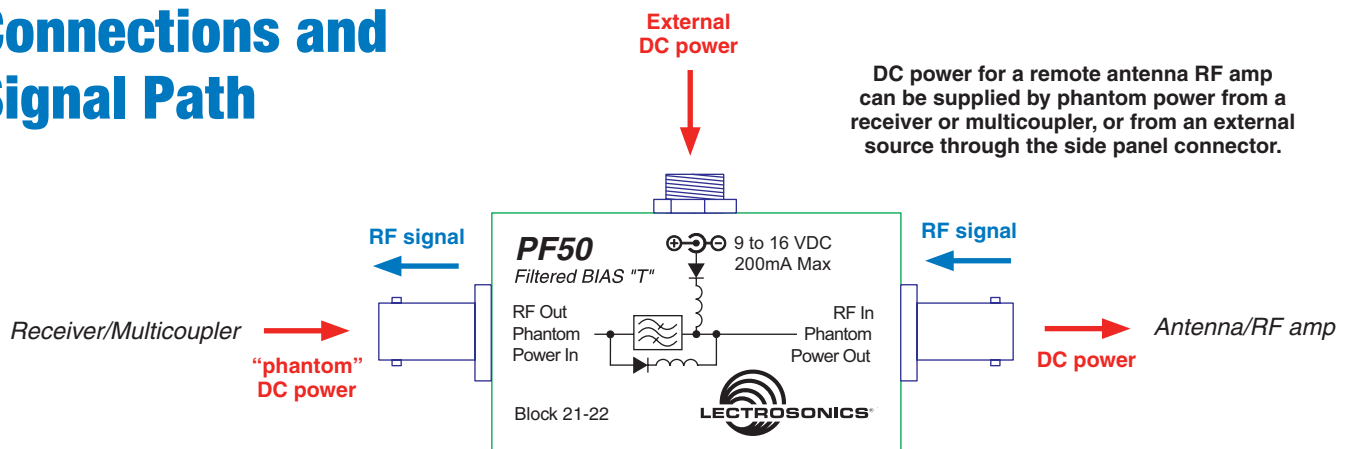 Connections and
Signal Path
External
DC power
DC power for a remote antenna RF amp
can be supplied by phantom power from a
receiver or multicoupler, or from an external
source through the side panel connector.
RF signal
RF signal
PF50
Filtered BIAS "T"
9 to 16 VDC
200mA Max
RF Out
Phantom
Power In
RF In
Phantom
Power Out
Receiver/Multicoupler
“phantom”
DC power
DC power
Antenna/RF amp
Block 21-22
LECTROSONICS®